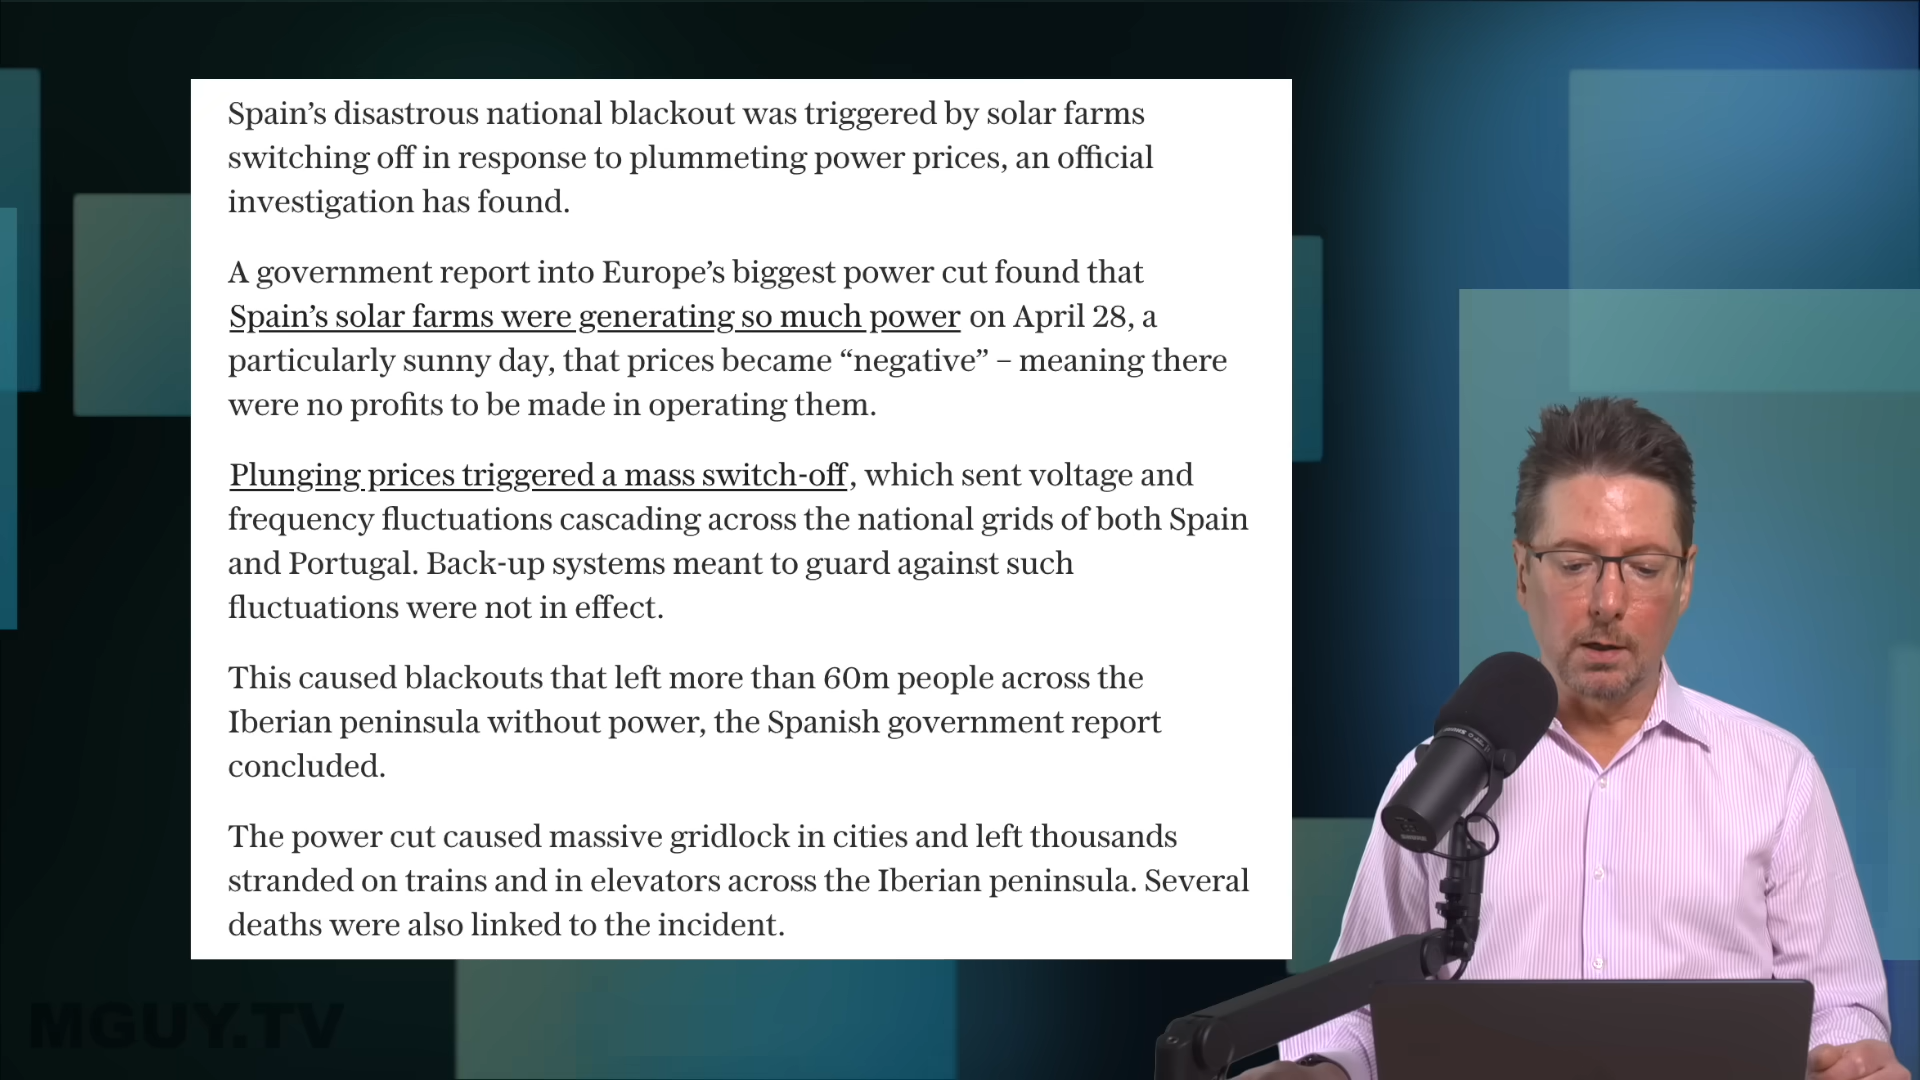 Spain’s disastrous national blackout was triggered by solar farms
switching off in response to plummeting power prices, an official
investigation has found.
A government report into Europe’s biggest power cut found that
Spain’s solar farms were generating so much power on April 28, a
particularly sunny day, that prices became “negative” – meaning there
were no profits to be made in operating them.
Plunging prices triggered a mass switch-off, which sent voltage and
frequency fluctuations cascading across the national grids of both Spain
and Portugal. Back-up systems meant to guard against such
fluctuations were not in effect.
This caused blackouts that left more than 60m people across the
Iberian peninsula without power, the Spanish government report
concluded.
The power cut caused massive gridlock in cities and left thousands
stranded on trains and in elevators across the Iberian peninsula. Several
deaths were also linked to the incident.
MGUY.TV